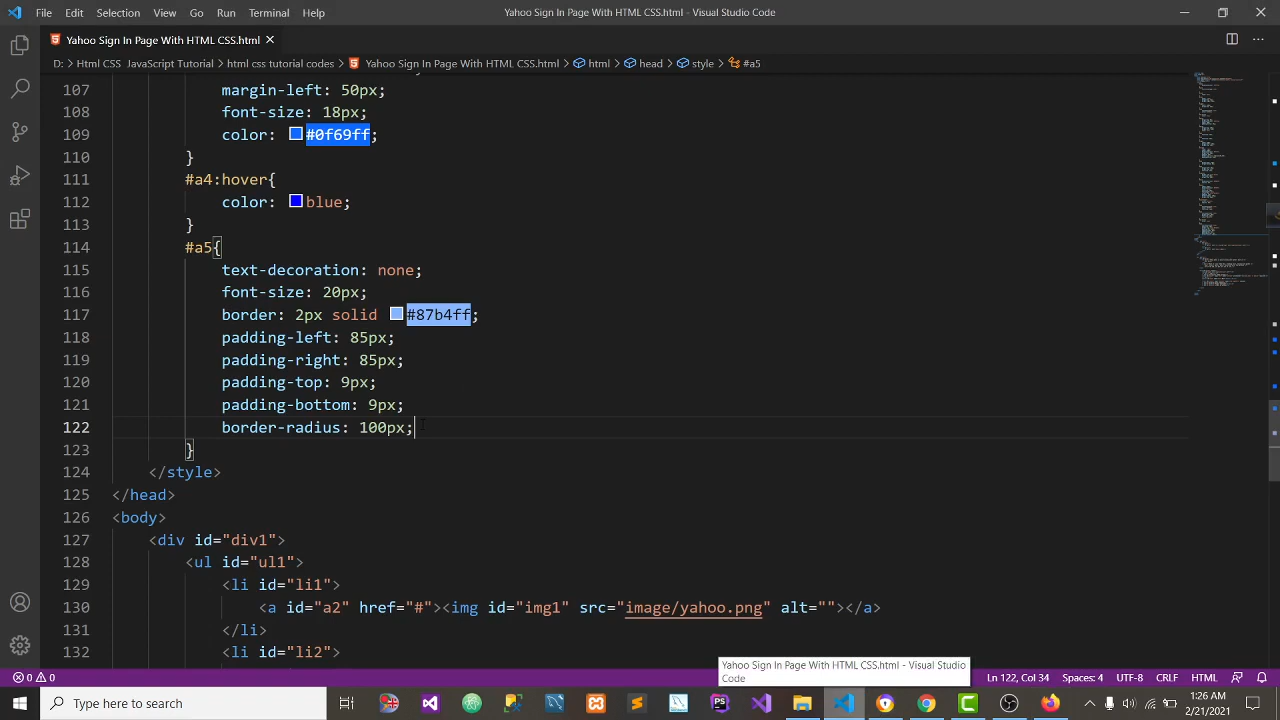 File Edit Selection View Go Run Terminal Help Yahoo Sign In Page With HTML CSS.html - Visual Studio Code
Yahoo Sign In Page With HTML CSS.html
D: > Html CSS JavaScript Tutorial > html css tutorial codes > Yahoo Sign In Page With HTML CSS.html > html > head > style > #a5
107 margin-left: 50px;
108 font-size: 18px;
109 color: #0f69ff;
110 }
111 #a4:hover{
112 color: blue;
113 }
114 #a5{
115 text-decoration: none;
116 font-size: 20px;
117 border: 2px solid #87b4ff;
118 padding-left: 85px;
119 padding-right: 85px;
120 padding-top: 9px;
121 padding-bottom: 9px;
122 border-radius: 100px;
123 }
124 </style>
125 </head>
126 <body>
127 <div id="div1">
128 <ul id="ul1">
129 <li id="li1">
130 <a id="a2" href="#"><img id="img1" src="image/yahoo.png" alt=""></a>
131 </li>
132 <li id="li2">
Yahoo Sign In Page With HTML CSS.html - Visual Studio
Code
0 0 Ln 122, Col 34 Spaces: 4 UTF-8 CRLF HTML
Type here to search
1:26 AM
2/21/2021